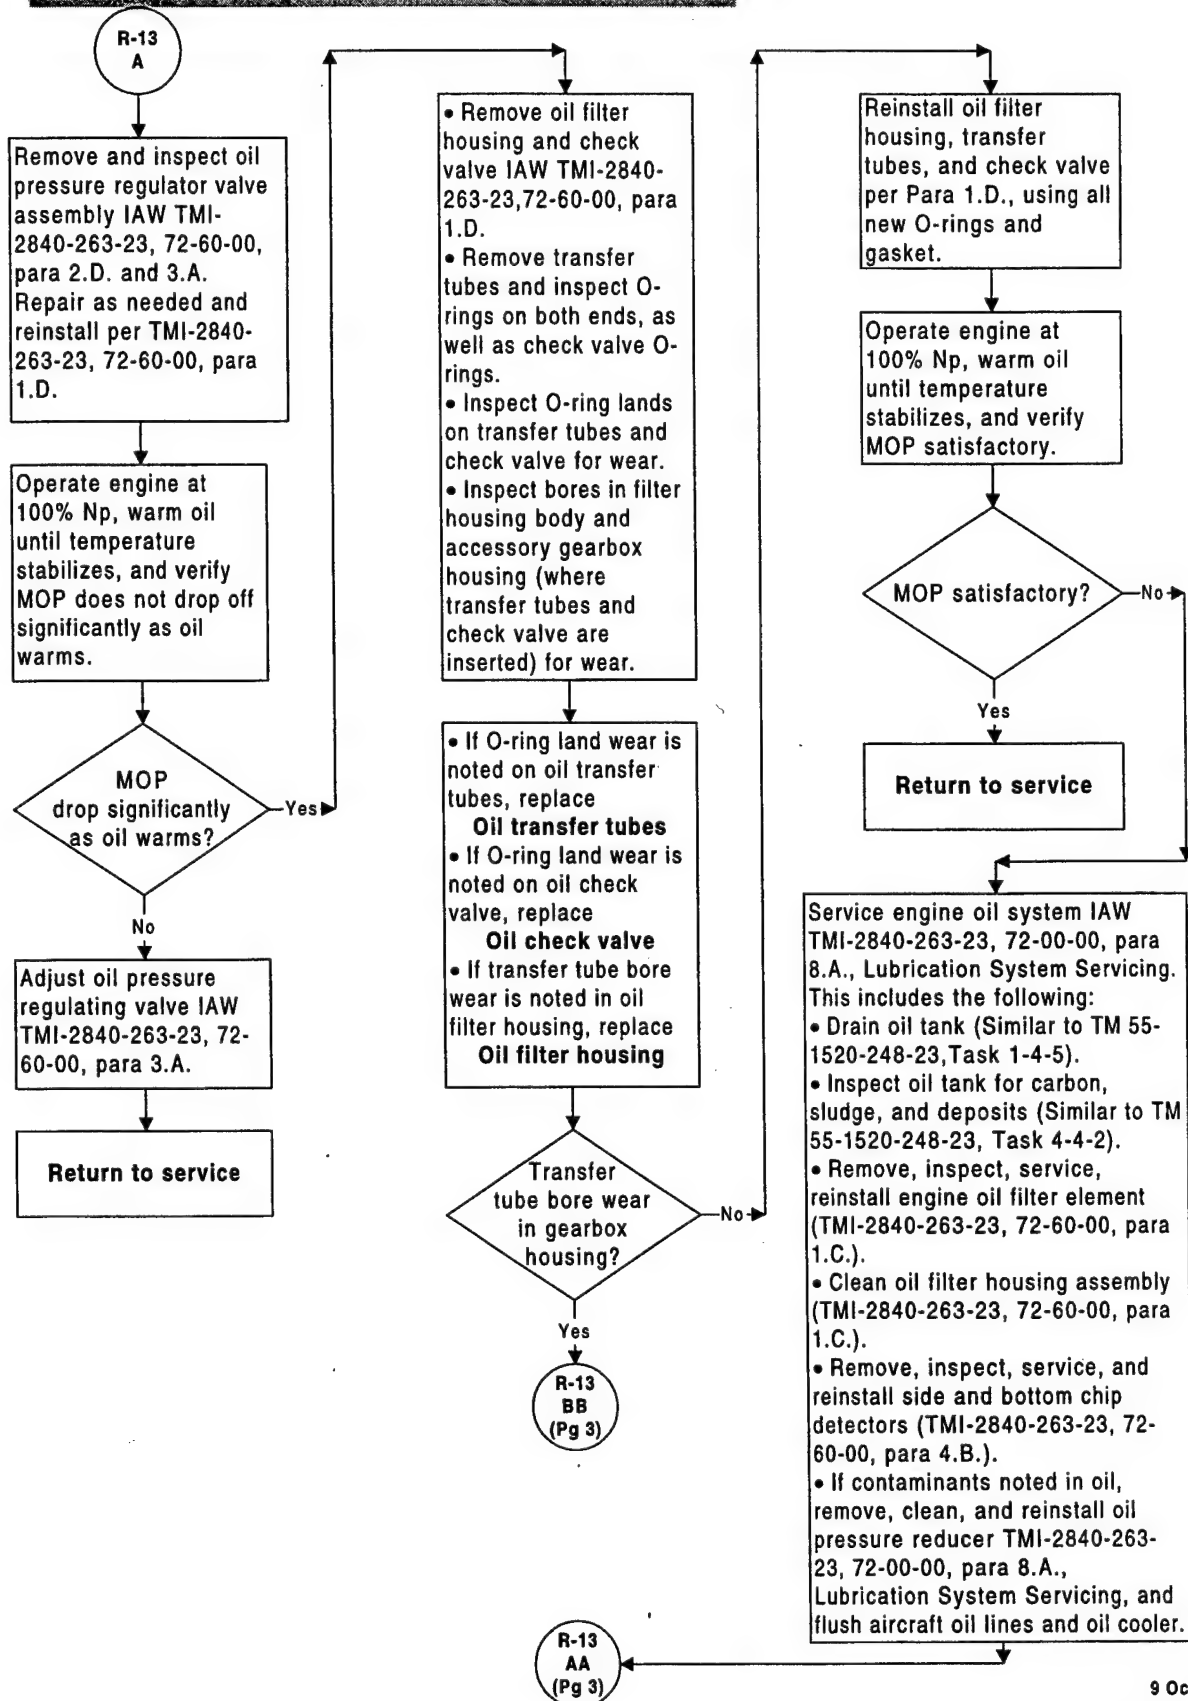 R-13
A
Remove and inspect oil
pressure regulator valve
assembly IAW TMI-
2840-263-23, 72-60-00,
para 2.D. and 3.A.
Repair as needed and
reinstall per TMI-2840-
263-23, 72-60-00, para
1.D.
Operate engine at
100% Np, warm oil
until temperature
stabilizes, and verify
MOP does not drop off
significantly as oil
warms.
MOP
drop significantly
as oil warms?
Yes
No
Adjust oil pressure
regulating valve IAW
TMI-2840-263-23, 72-
60-00, para 3.A.
Return to service
• Remove oil filter
housing and check
valve IAW TMI-2840-
263-23,72-60-00, para
1.D.
• Remove transfer
tubes and inspect O-
rings on both ends, as
well as check valve O-
rings.
• Inspect O-ring lands
on transfer tubes and
check valve for wear.
• Inspect bores in filter
housing body and
accessory gearbox
housing (where
transfer tubes and
check valve are
inserted) for wear.
• If O-ring land wear is
noted on oil transfer
tubes, replace
Oil transfer tubes
• If O-ring land wear is
noted on oil check
valve, replace
Oil check valve
• If transfer tube bore
wear is noted in oil
filter housing, replace
Oil filter housing
Transfer
tube bore wear
in gearbox
housing?
No
Yes
R-13
BB
(Pg 3)
Reinstall oil filter
housing, transfer
tubes, and check valve
per Para 1.D., using all
new O-rings and
gasket.
Operate engine at
100% Np, warm oil
until temperature
stabilizes, and verify
MOP satisfactory.
MOP satisfactory?
No
Yes
Return to service
Service engine oil system IAW
TMI-2840-263-23, 72-00-00, para
8.A., Lubrication System Servicing.
This includes the following:
• Drain oil tank (Similar to TM 55-
1520-248-23,Task 1-4-5).
• Inspect oil tank for carbon,
sludge, and deposits (Similar to TM
55-1520-248-23, Task 4-4-2).
• Remove, inspect, service,
reinstall engine oil filter element
(TMI-2840-263-23, 72-60-00, para
1.C.).
• Clean oil filter housing assembly
(TMI-2840-263-23, 72-60-00, para
1.C.).
• Remove, inspect, service, and
reinstall side and bottom chip
detectors (TMI-2840-263-23, 72-
60-00, para 4.B.).
• If contaminants noted in oil,
remove, clean, and reinstall oil
pressure reducer TMI-2840-263-
23, 72-00-00, para 8.A.,
Lubrication System Servicing, and
flush aircraft oil lines and oil cooler.
R-13
AA
(Pg 3)
9 Oc